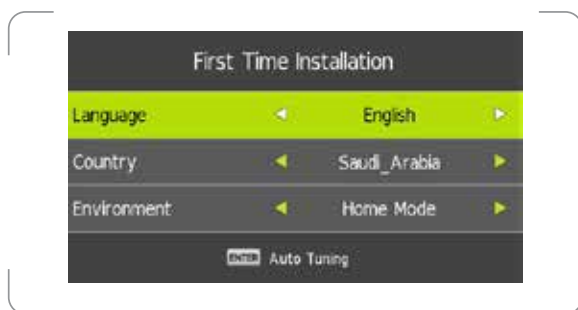 First Time Installation
Language English
Country Saudi_Arabia
Environment Home Mode
ENTER Auto Tuning